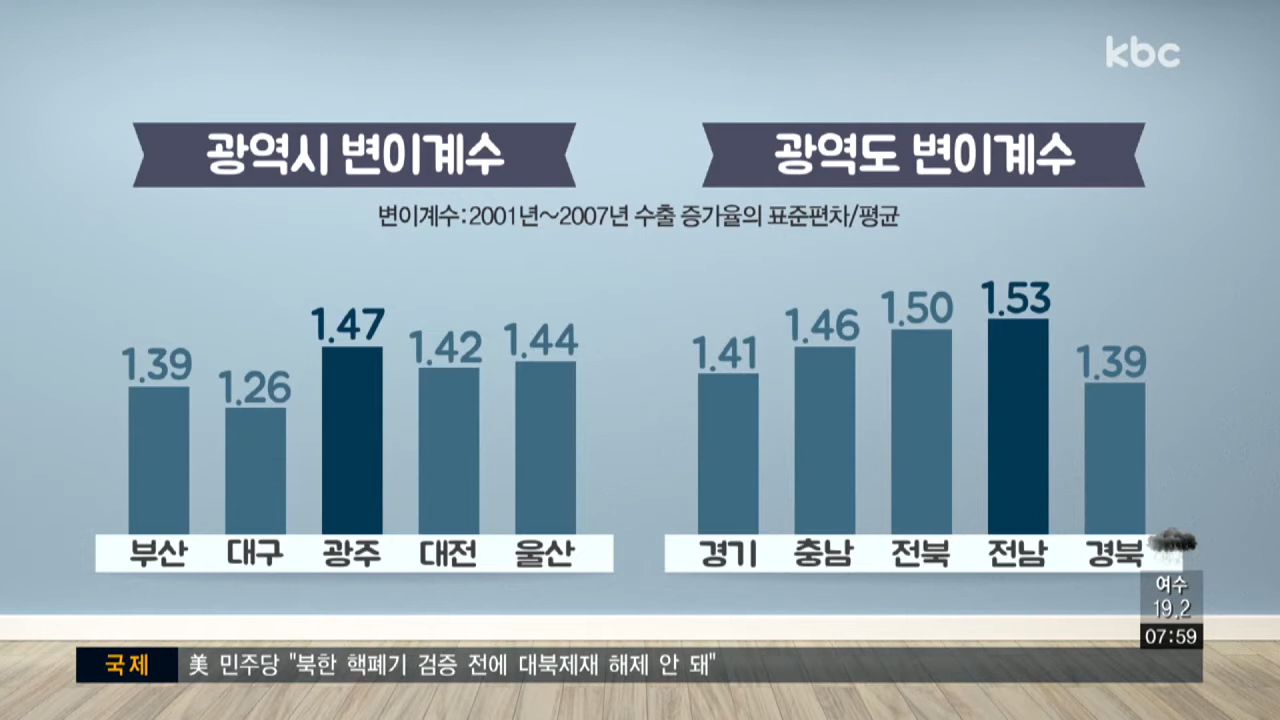 kbc
광역시 변이계수
광역도 변이계수
변이계수:2001년~2007년 수출 증가율의 표준편차/평균
1.39 1.26 1.47 1.42 1.44
부산 대구 광주 대전 울산
1.41 1.46 1.50 1.53 1.39
경기 충남 전북 전남 경북
여수
19.2
07:59
국제 美 민주당 "북한 핵폐기 검증 전에 대북제재 해제 안 돼"